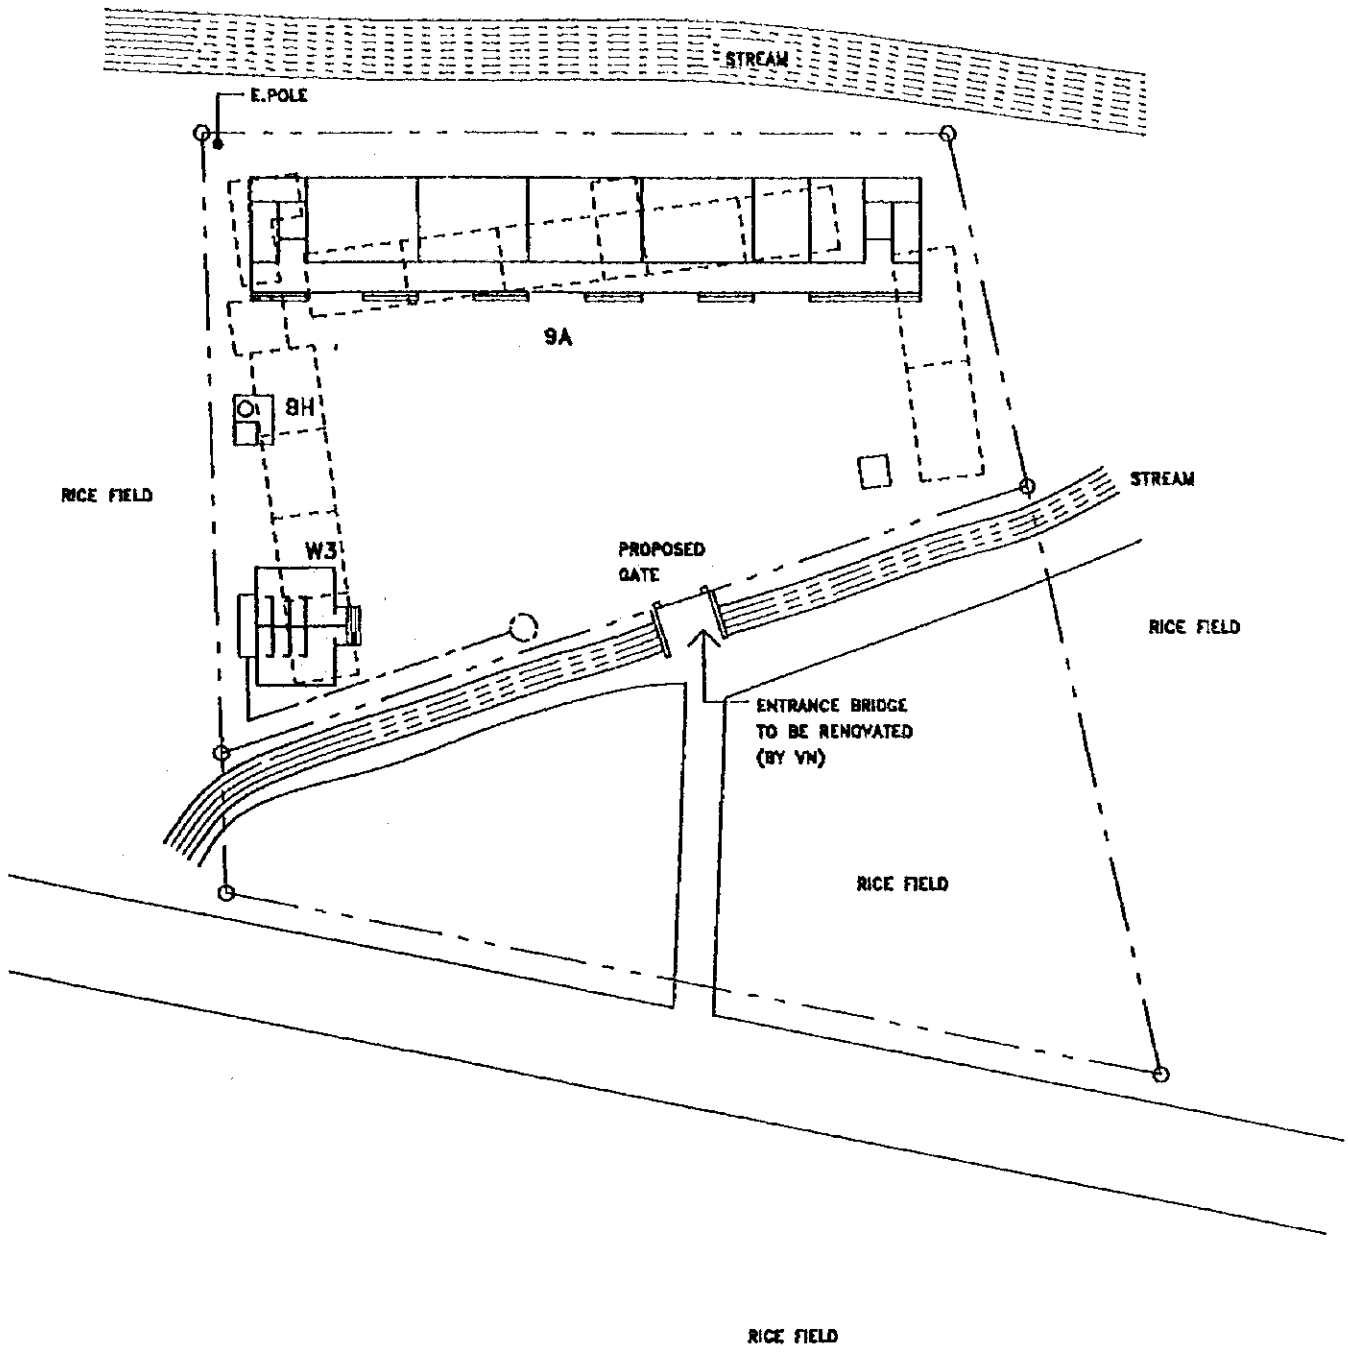 STREAM
E.POLE
9A
8H
RICE FIELD
STREAM
W3
PROPOSED
GATE
RICE FIELD
ENTRANCE BRIDGE
TO BE RENOVATED
(BY VN)
RICE FIELD
RICE FIELD